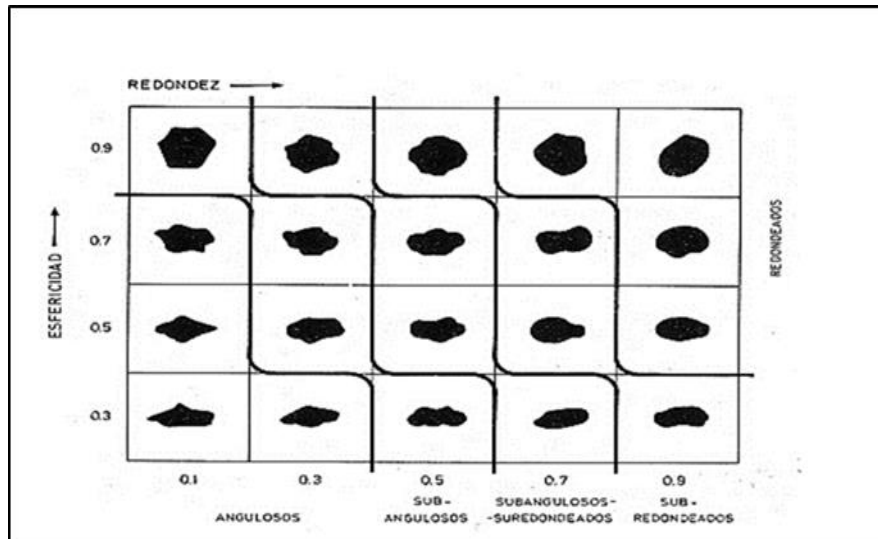 REDONDEZ
0.9
0.7
0.5
0.3
ESFERICIDAD
REDONDEADOS
0.1 0.3 0.5 0.7 0.9
ANGULOSOS
SUB-
ANGULOSOS
SUBANGULOSOS-
-SUREDONDEADOS
SUB-
REDONDEADOS